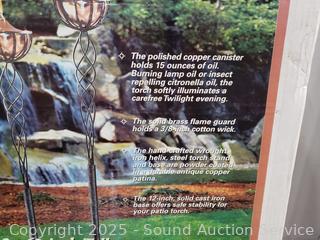 The polished copper canister
holds 15 ounces of oil.
Burning lamp oil or insect
repelling citronella oil, the
torch softly illuminates a
carefree Twilight evening.
The solid brass flame guard
holds a 3/8-inch cotton wick.
The hand-crafted wrought
iron helix, steel torch stand
and base are powder coated
in antique copper
patina.
The 12-inch, solid cast iron
base offers safe stability for
your patio torch.
Copyright 2025 - Sound Auction Service -